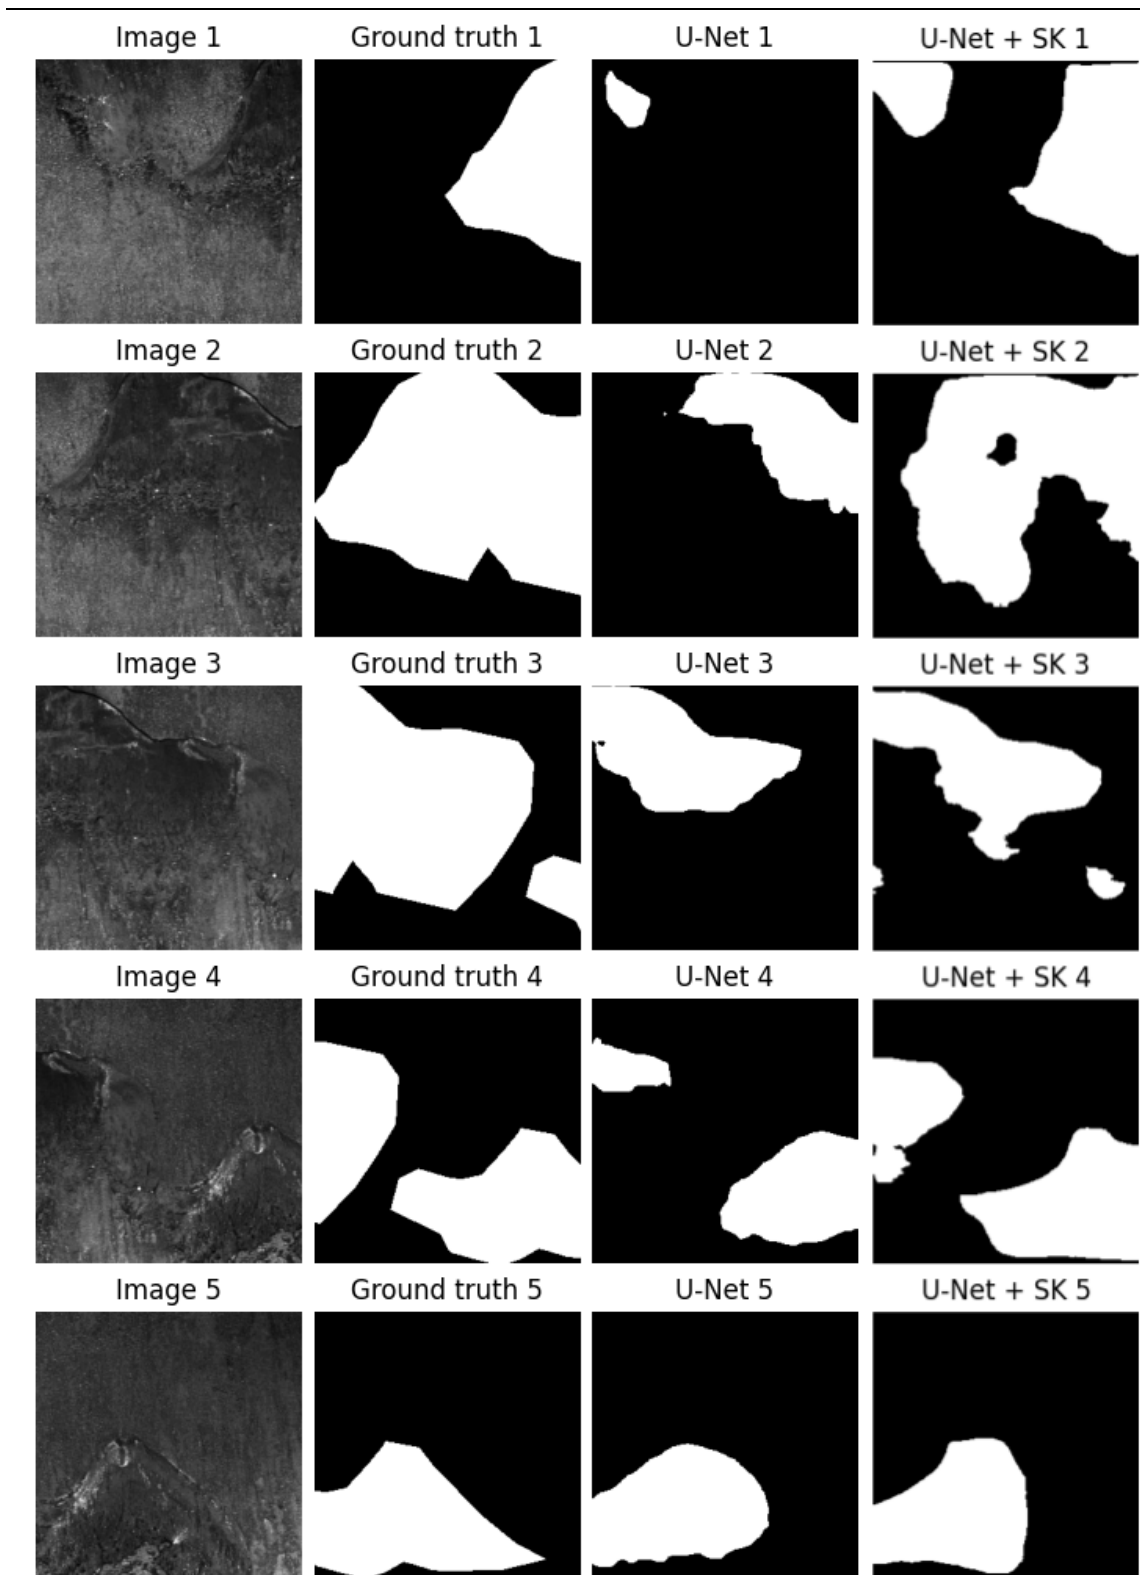 Image 1 Ground truth 1 U-Net 1 U-Net + SK 1
Image 2 Ground truth 2 U-Net 2 U-Net + SK 2
Image 3 Ground truth 3 U-Net 3 U-Net + SK 3
Image 4 Ground truth 4 U-Net 4 U-Net + SK 4
Image 5 Ground truth 5 U-Net 5 U-Net + SK 5